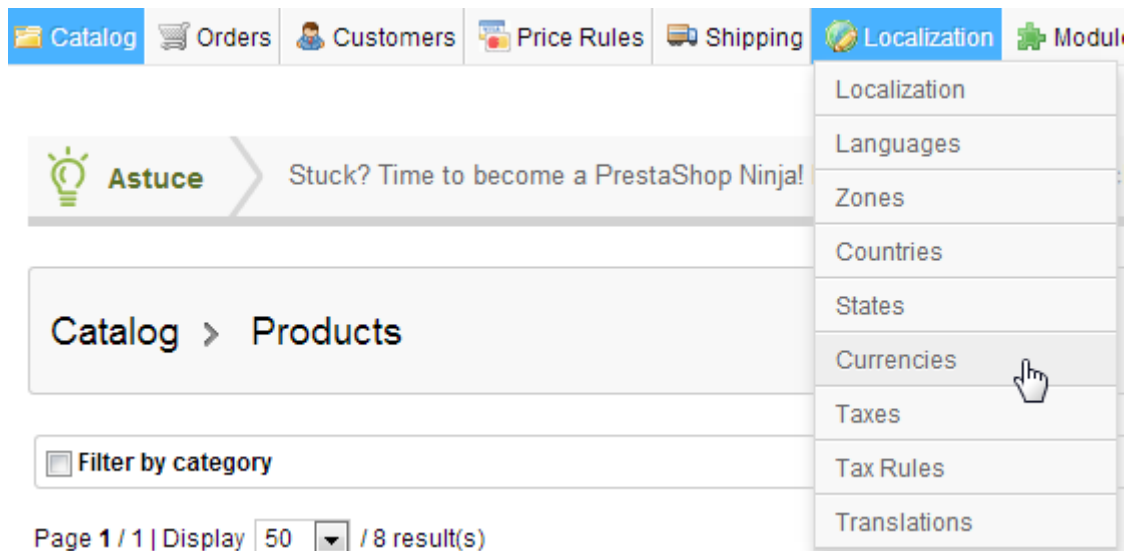 Catalog Orders Customers Price Rules Shipping Localization Module
Localization
Languages
Zones
Countries
States
Currencies
Taxes
Tax Rules
Translations
Astuce Stuck? Time to become a PrestaShop Ninja!
Catalog > Products
Filter by category
Page 1 / 1 | Display 50 / 8 result(s)